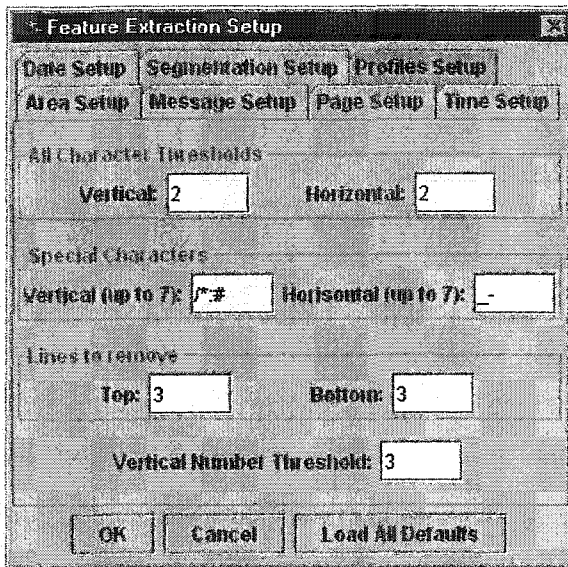 Feature Extraction Setup
Date Setup Segmentation Setup Profiles Setup
Area Setup Message Setup Page Setup Time Setup
All Character Thresholds
Vertical: 2 Horizontal: 2
Special Characters
Vertical (up to 7): /*:# Horisontal (up to 7): _-
Lines to remove
Top: 3 Bottom: 3
Vertical Number Threshold: 3
OK Cancel Load All Defaults